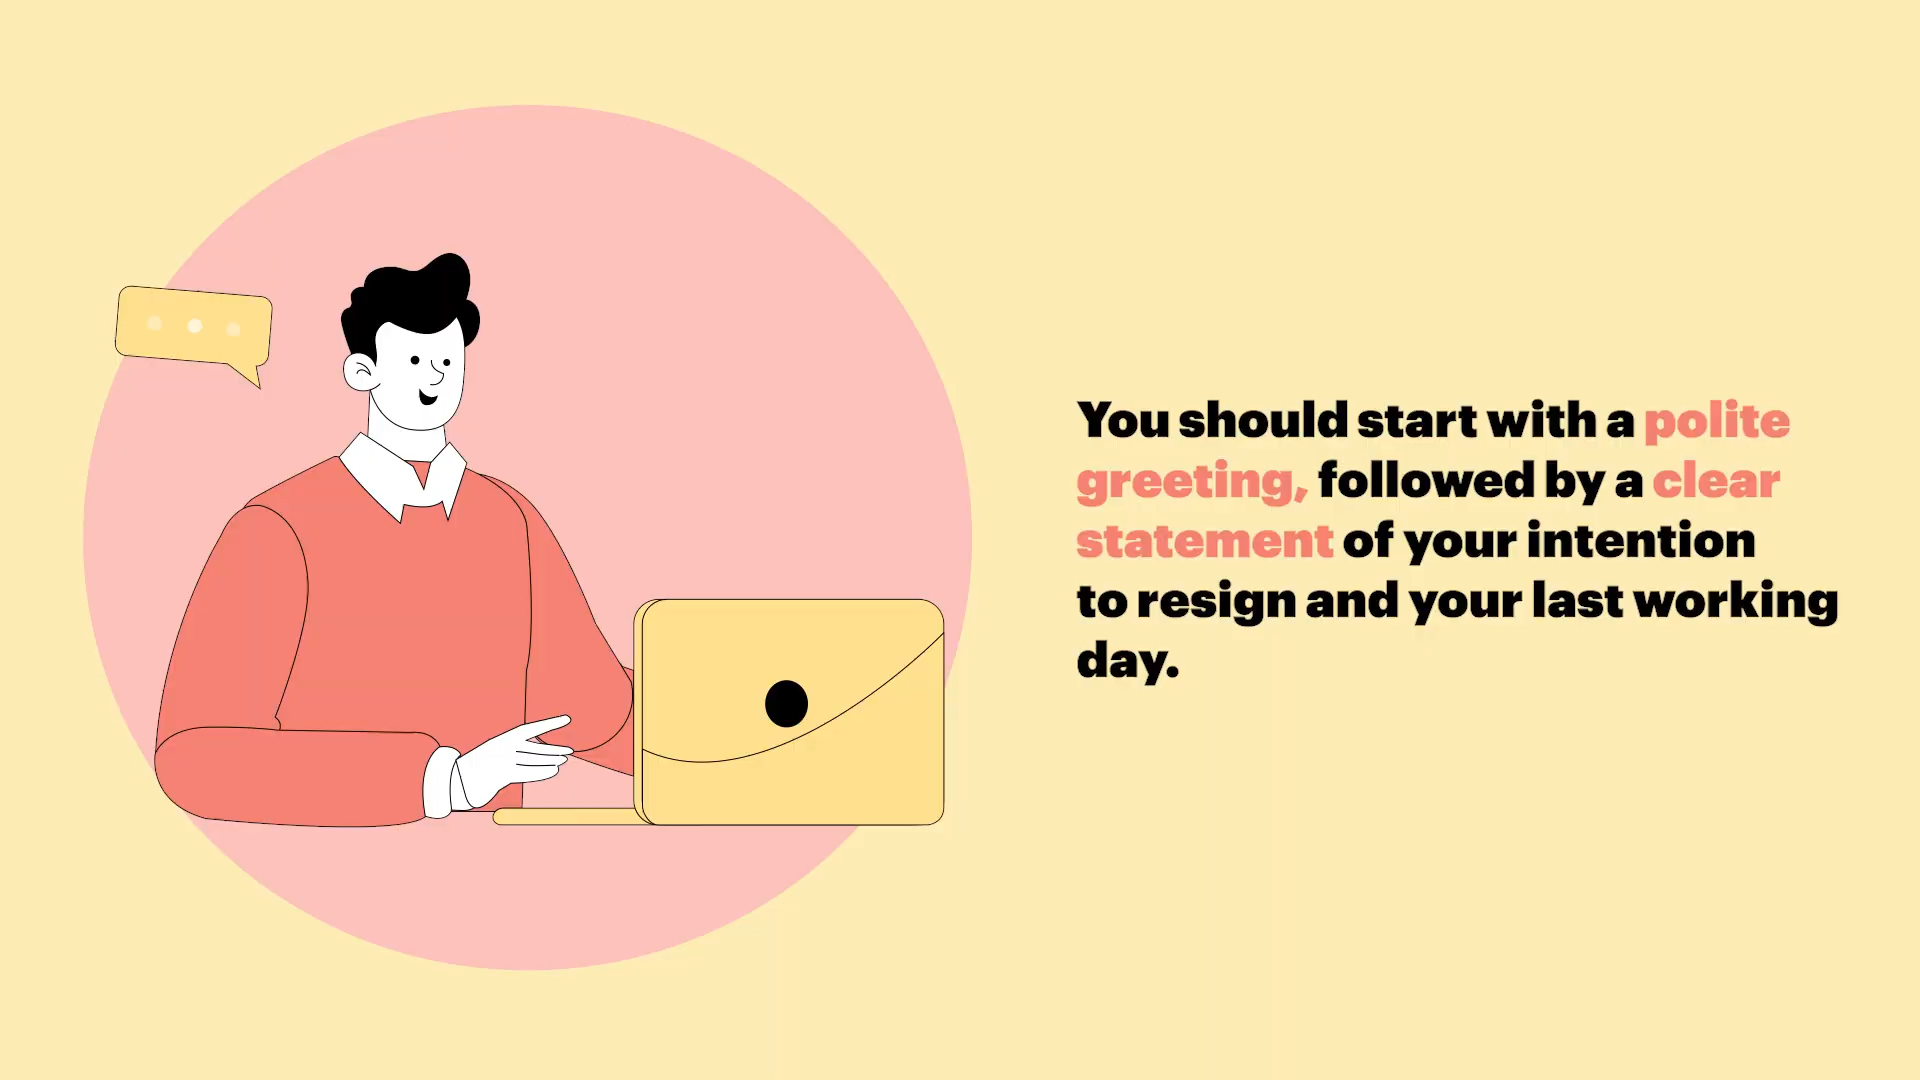 You should start with a polite
greeting, followed by a clear
statement of your intention
to resign and your last working
day.